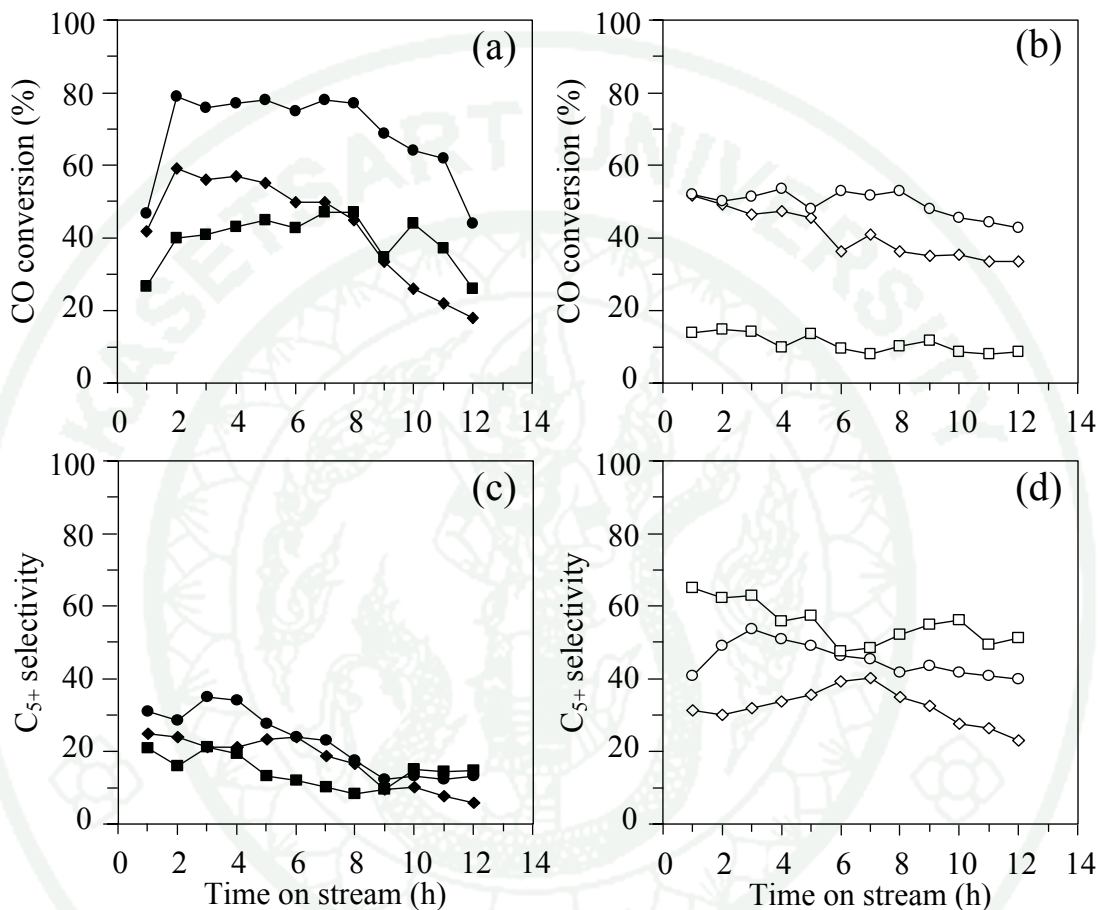 100
80
60
40
20
0
CO conversion (%)
(a)
0 2 4 6 8 10 12 14
100
80
60
40
20
0
CO conversion (%)
(b)
0 2 4 6 8 10 12 14
100
80
60
40
20
0
C5+ selectivity
(c)
0 2 4 6 8 10 12 14
Time on stream (h)
100
80
60
40
20
0
C5+ selectivity
(d)
0 2 4 6 8 10 12 14
Time on stream (h)
KASETSART UNIVERSITY